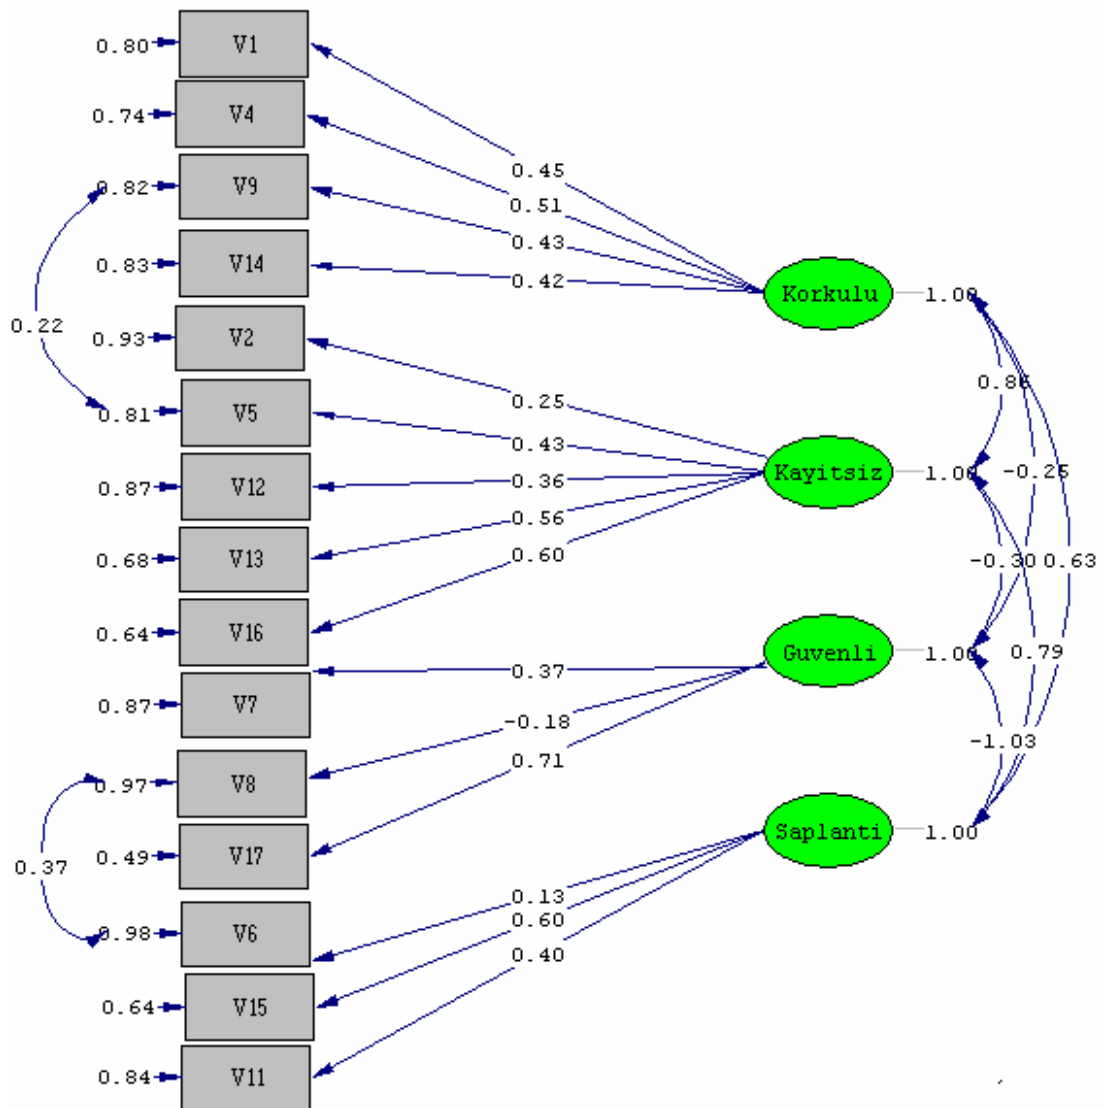 0.80 V1
0.74 V4
0.45
0.82 V9
0.51
0.43
0.83 V14
0.42
Korkulu 1.00
0.22
0.93 V2
0.86
0.25
0.81 V5
0.43
Kayitsiz 1.00
-0.25
0.87 V12
0.36
0.56
0.68 V13
0.60
-0.30
0.63
0.64 V16
Guvenli 1.00
0.79
0.37
0.87 V7
-0.18
-1.03
0.71
0.97 V8
Saplanti 1.00
0.49 V17
0.37
0.13
0.60
0.98 V6
0.40
0.64 V15
0.84 V11